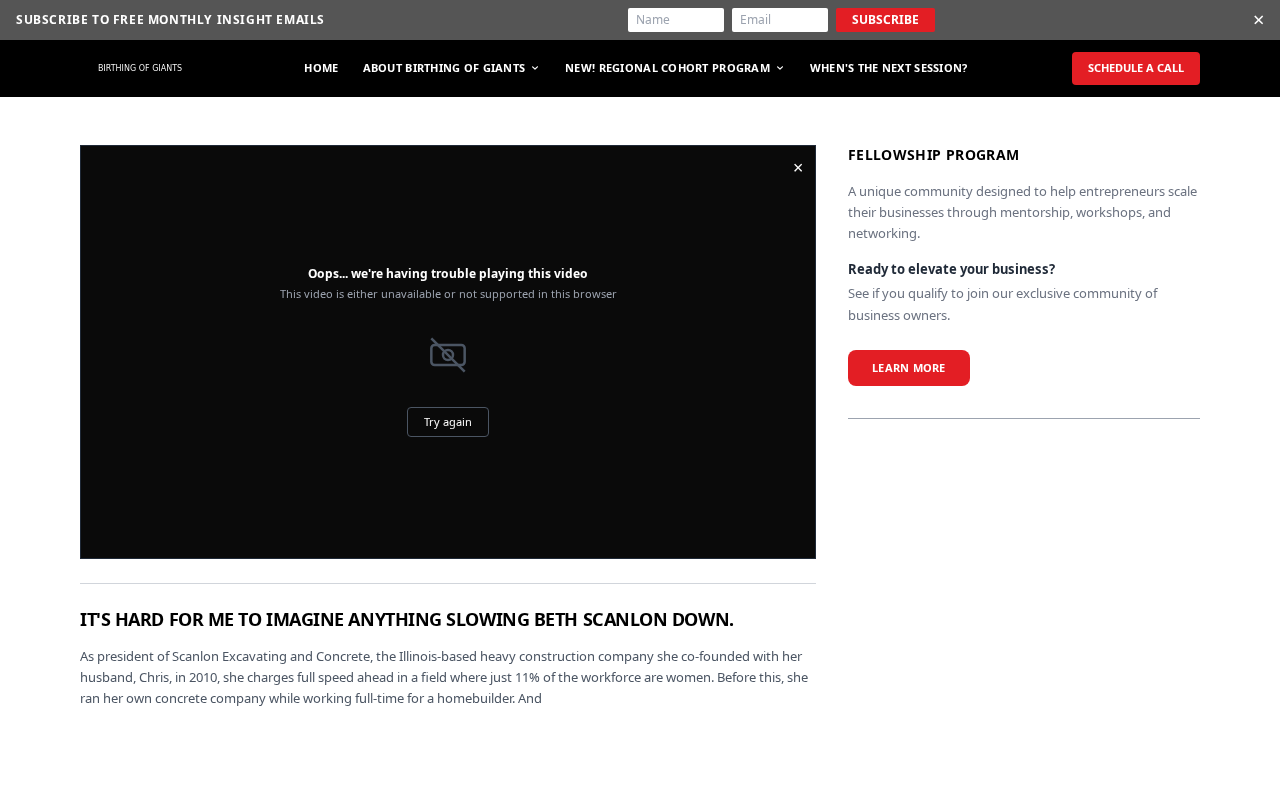 SUBSCRIBE TO FREE MONTHLY INSIGHT EMAILS
Name
Email
SUBSCRIBE
BIRTHING OF GIANTS
HOME
ABOUT BIRTHING OF GIANTS
NEW! REGIONAL COHORT PROGRAM
WHEN'S THE NEXT SESSION?
SCHEDULE A CALL
Oops... we're having trouble playing this video
This video is either unavailable or not supported in this browser
Try again
IT'S HARD FOR ME TO IMAGINE ANYTHING SLOWING BETH SCANLON DOWN.
As president of Scanlon Excavating and Concrete, the Illinois-based heavy construction company she co-founded with her
husband, Chris, in 2010, she charges full speed ahead in a field where just 11% of the workforce are women. Before this, she
ran her own concrete company while working full-time for a homebuilder. And
FELLOWSHIP PROGRAM
A unique community designed to help entrepreneurs scale
their businesses through mentorship, workshops, and
networking.
Ready to elevate your business?
See if you qualify to join our exclusive community of
business owners.
LEARN MORE